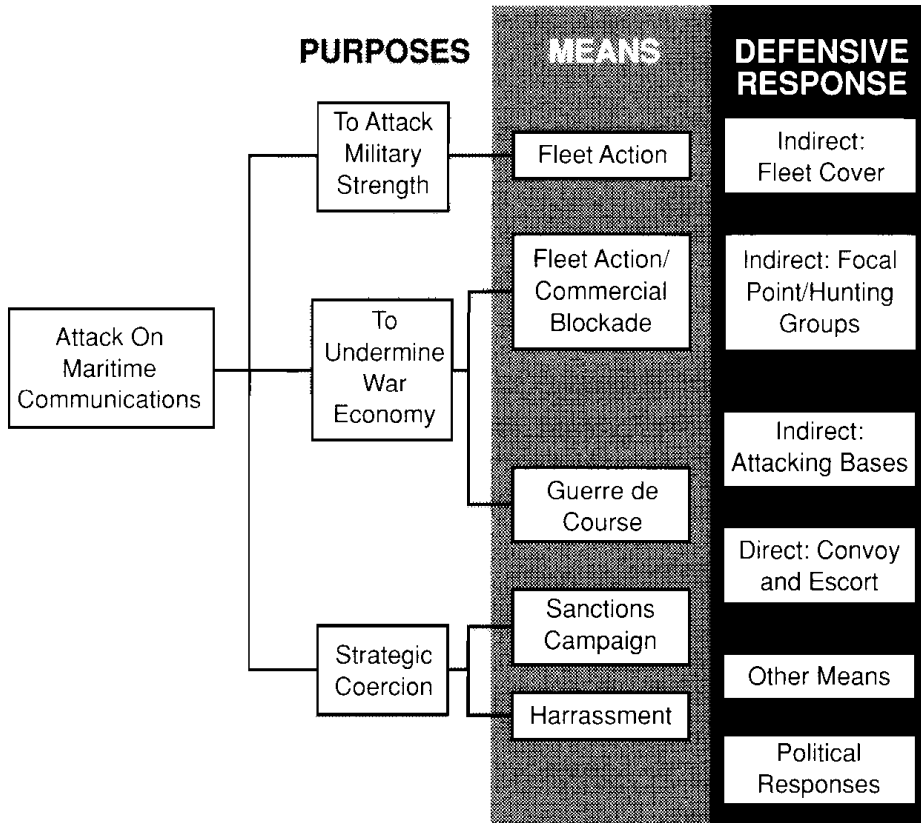 PURPOSES
MEANS
DEFENSIVE
RESPONSE
Attack On
Maritime
Communications
To Attack
Military
Strength
To
Undermine
War
Economy
Strategic
Coercion
Fleet Action
Fleet Action/
Commercial
Blockade
Guerre de
Course
Sanctions
Campaign
Harrassment
Indirect:
Fleet Cover
Indirect: Focal
Point/Hunting
Groups
Indirect:
Attacking Bases
Direct: Convoy
and Escort
Other Means
Political
Responses